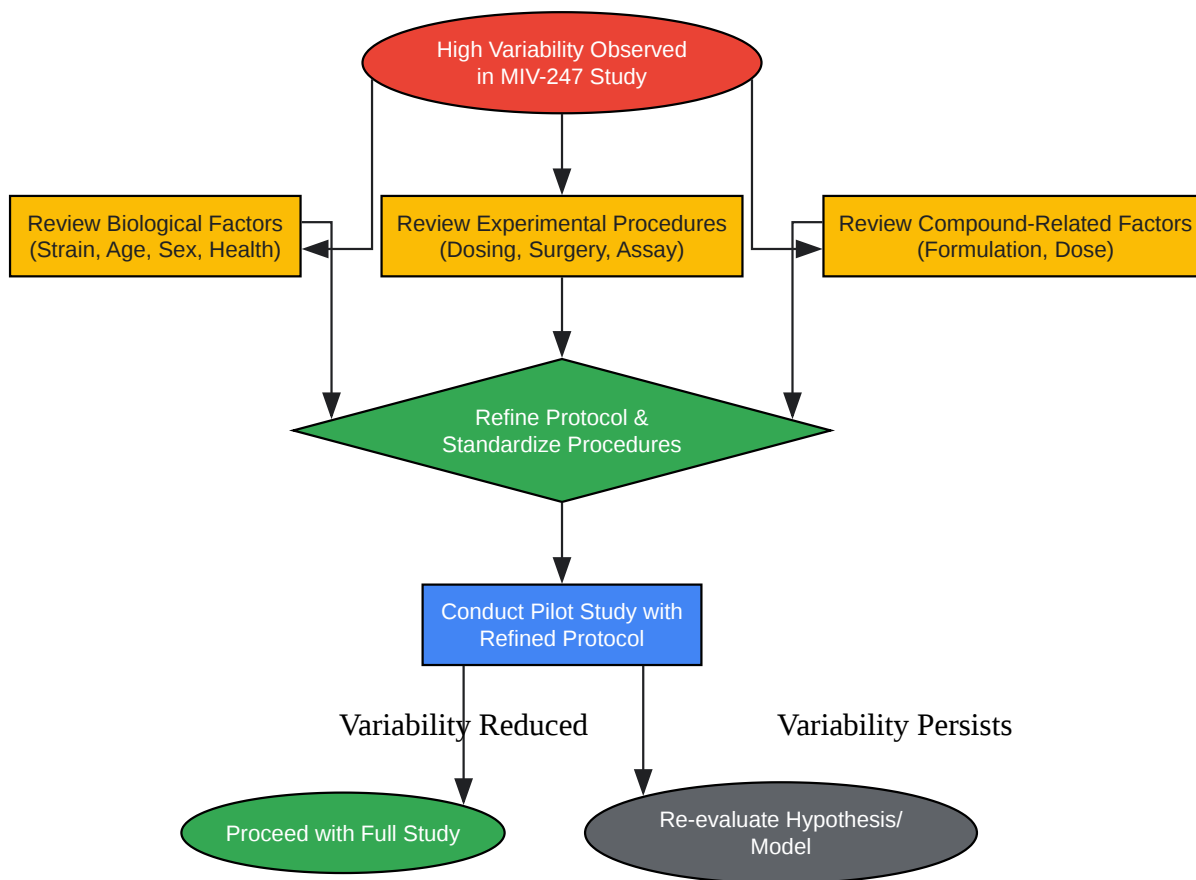 High Variability Observed
in MIV-247 Study
Review Biological Factors
(Strain, Age, Sex, Health)
Review Experimental Procedures
(Dosing, Surgery, Assay)
Review Compound-Related Factors
(Formulation, Dose)
Refine Protocol &
Standardize Procedures
Conduct Pilot Study with
Refined Protocol
Variability Reduced
Variability Persists
Proceed with Full Study
Re-evaluate Hypothesis/
Model